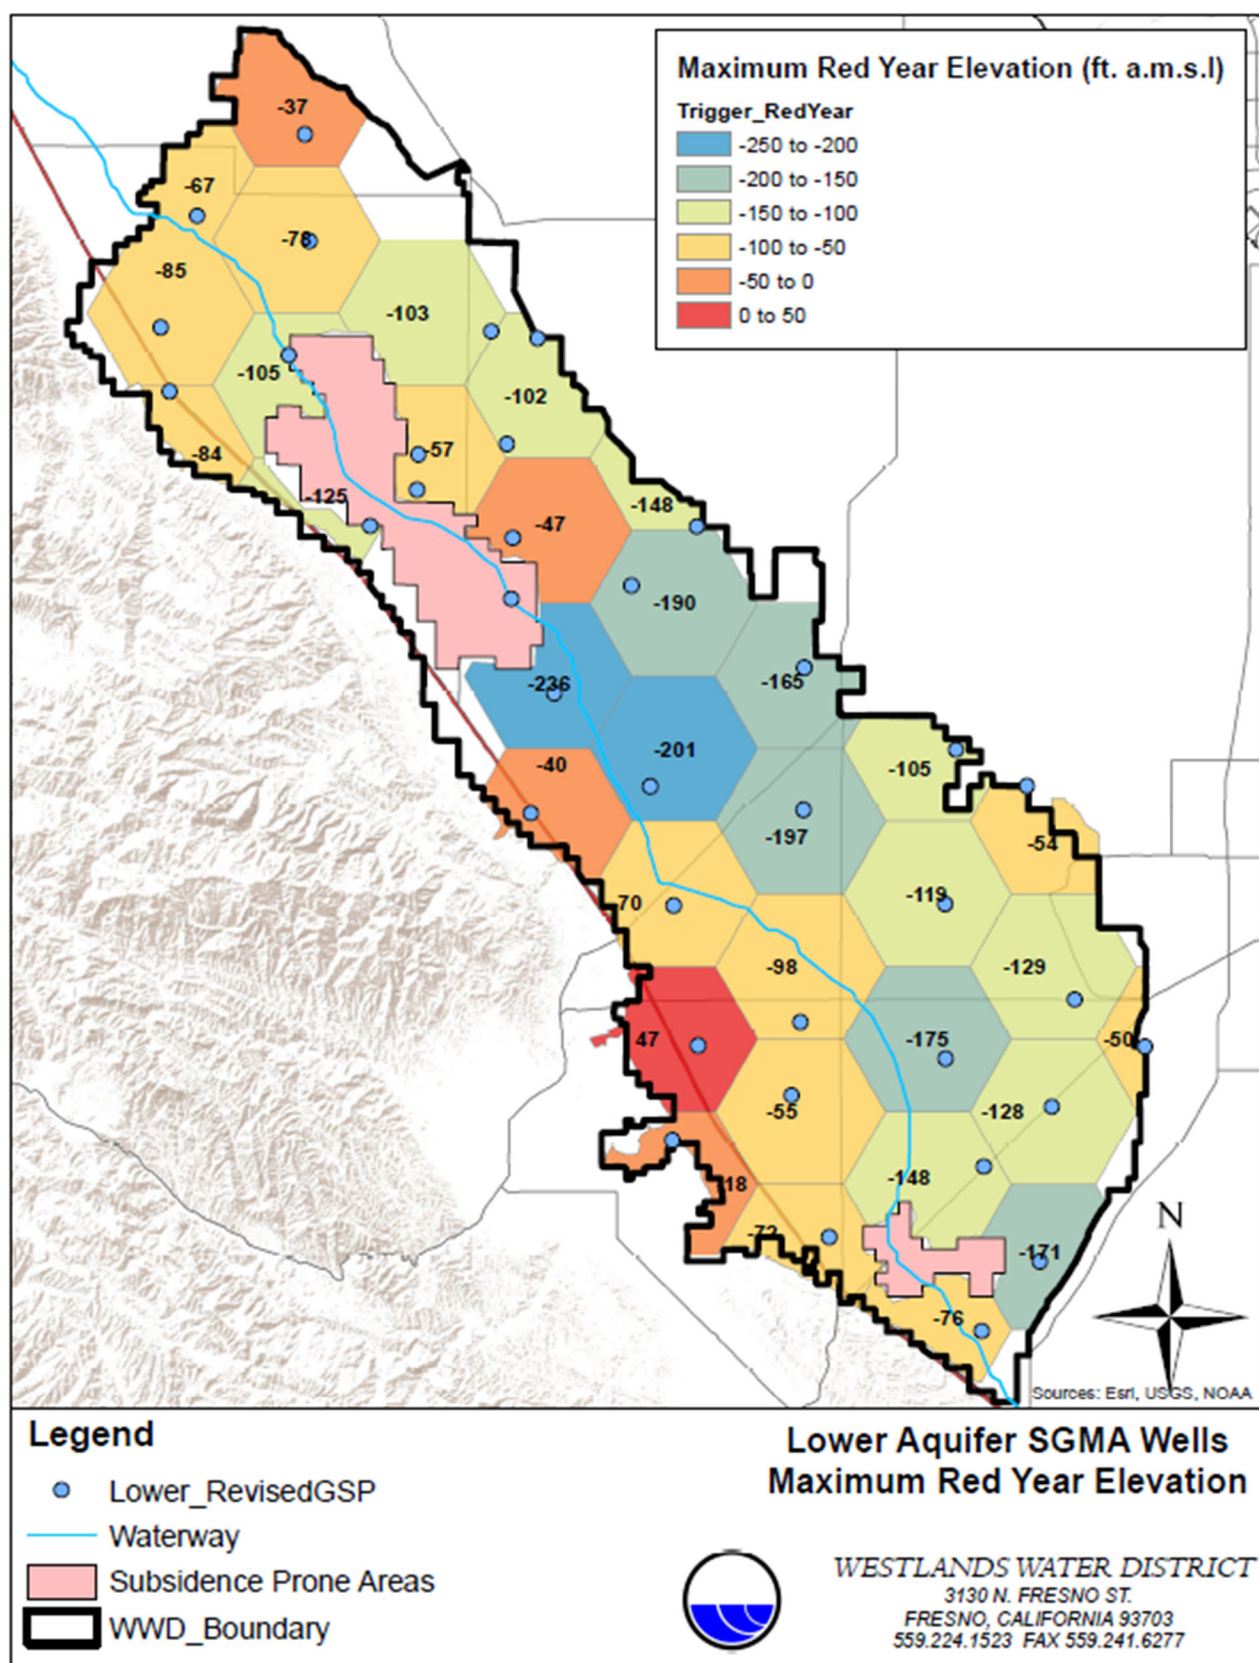 Maximum Red Year Elevation (ft. a.m.s.l)
Trigger_RedYear
-250 to -200
-200 to -150
-150 to -100
-100 to -50
-50 to 0
0 to 50
-37
-67
-78
-85
-103
-105
-102
-84
-57
-125
-148
-47
-190
-236
-165
-201
-40
-105
-197
-54
-119
70
-98
-129
47
-175
-50
-55
-128
-148
18
-72
-171
-76
N
Sources: Esri, USGS, NOAA
Legend
Lower_RevisedGSP
Waterway
Subsidence Prone Areas
WWD_Boundary
Lower Aquifer SGMA Wells
Maximum Red Year Elevation
WESTLANDS WATER DISTRICT
3130 N. FRESNO ST.
FRESNO, CALIFORNIA 93703
559.224.1523 FAX 559.241.6277